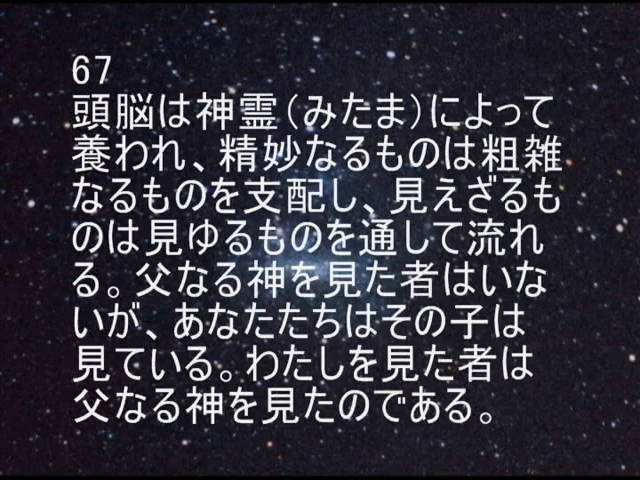 67
頭脳は神霊（みたま）によって
養われ、精妙なるものは粗雑
なるものを支配し、見えざるも
のは見ゆるものを通して流れ
る。父なる神を見た者はいな
いが、あなたたちはその子は
見ている。わたしを見た者は
父なる神を見たのである。